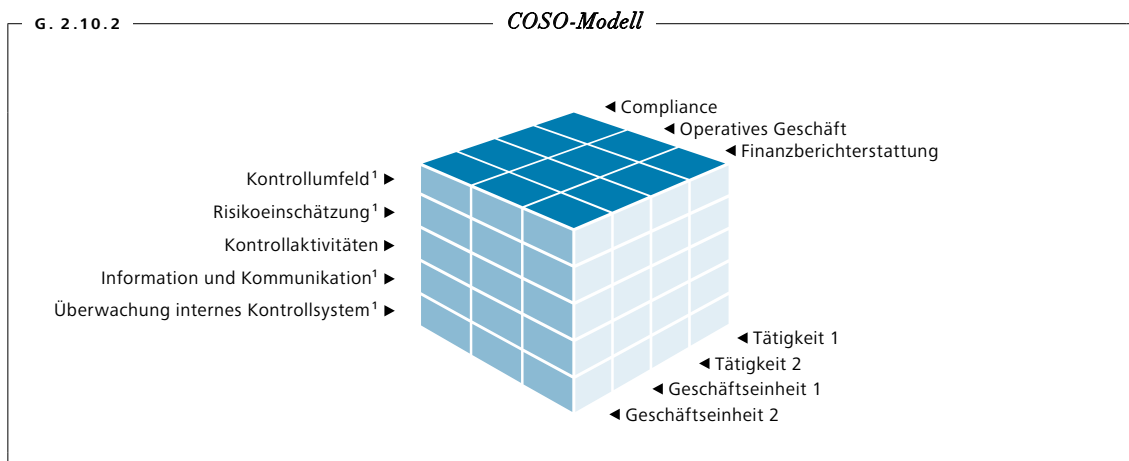 G. 2.10.2
COSO-Modell
◄ Compliance
◄ Operatives Geschäft
◄ Finanzberichterstattung
Kontrollumfeld¹ ►
Risikoeinschätzung¹ ►
Kontrollaktivitäten ►
Information und Kommunikation¹ ►
Überwachung internes Kontrollsystem¹ ►
◄ Tätigkeit 1
◄ Tätigkeit 2
◄ Geschäftseinheit 1
◄ Geschäftseinheit 2